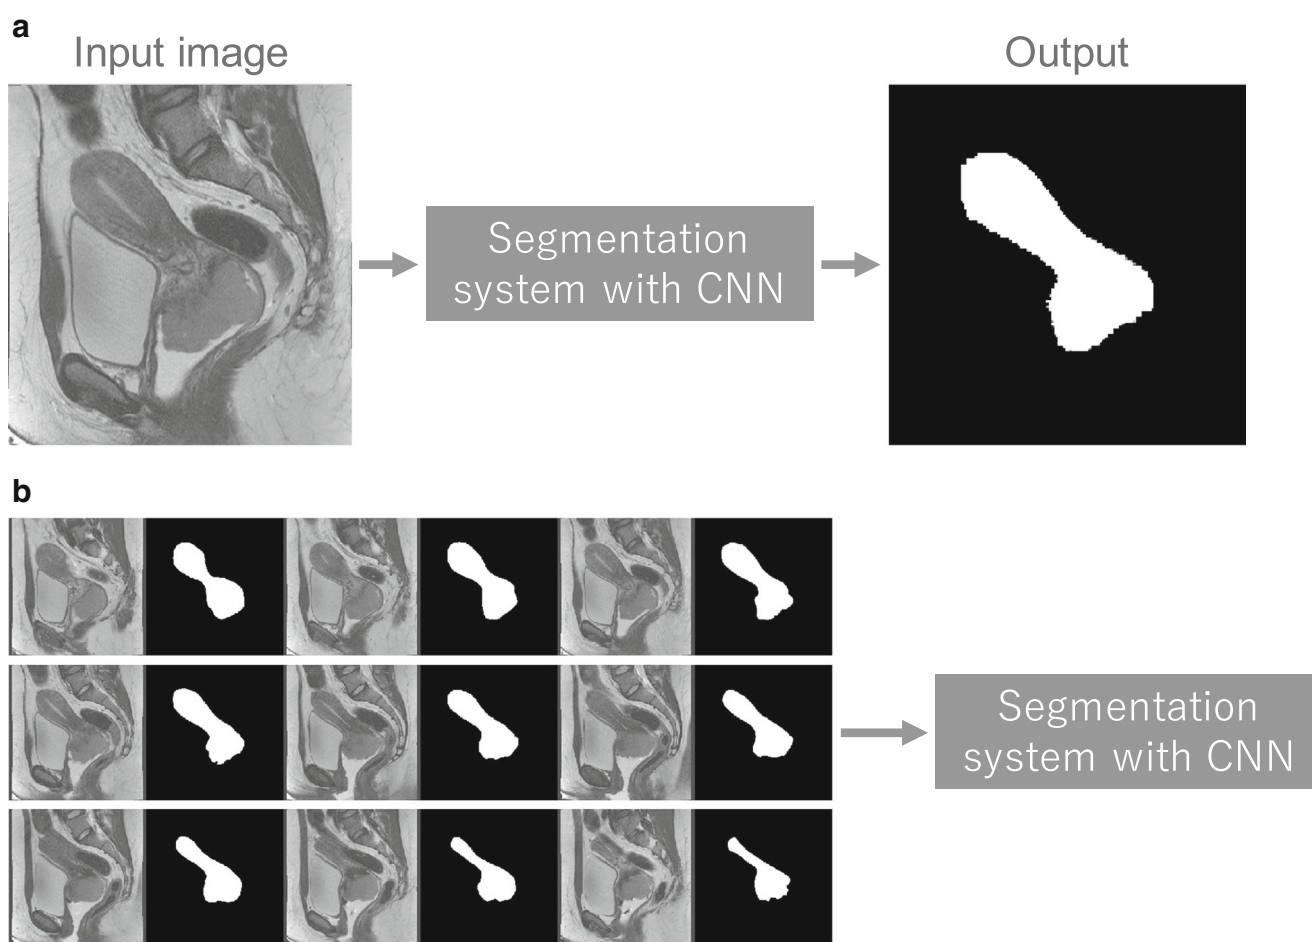 a
Input image
Output
Segmentation
system with CNN
b
Segmentation
system with CNN